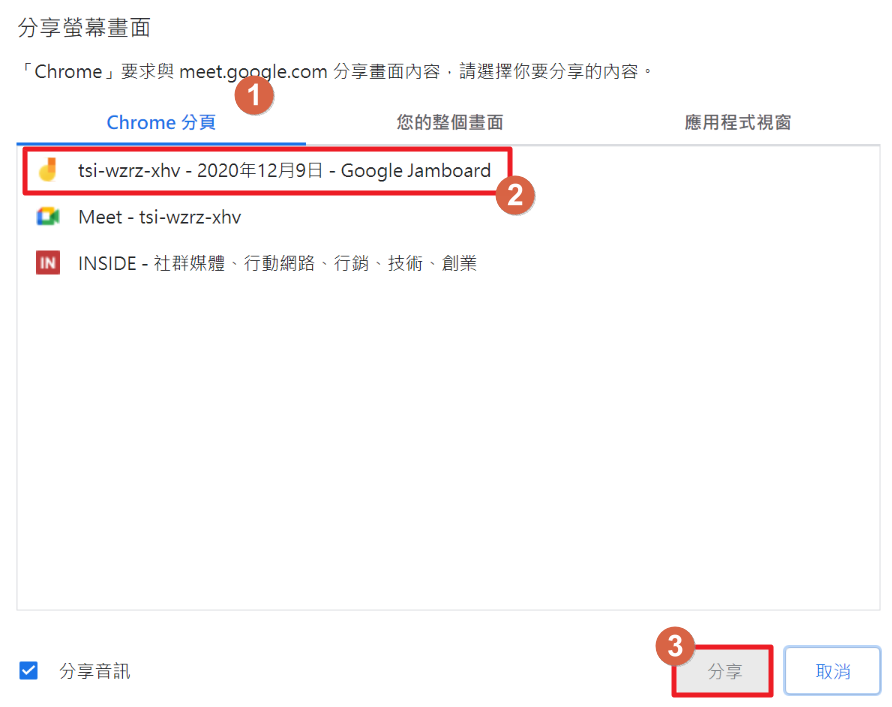 分享螢幕畫面
「Chrome」要求與 meet.google.com 分享畫面內容，請選擇你要分享的內容。
1
Chrome 分頁 您的整個畫面 應用程式視窗
tsi-wzrz-xhv - 2020年12月9日 - Google Jamboard
2
Meet - tsi-wzrz-xhv
IN INSIDE - 社群媒體、行動網路、行銷、技術、創業
3
分享音訊 分享 取消